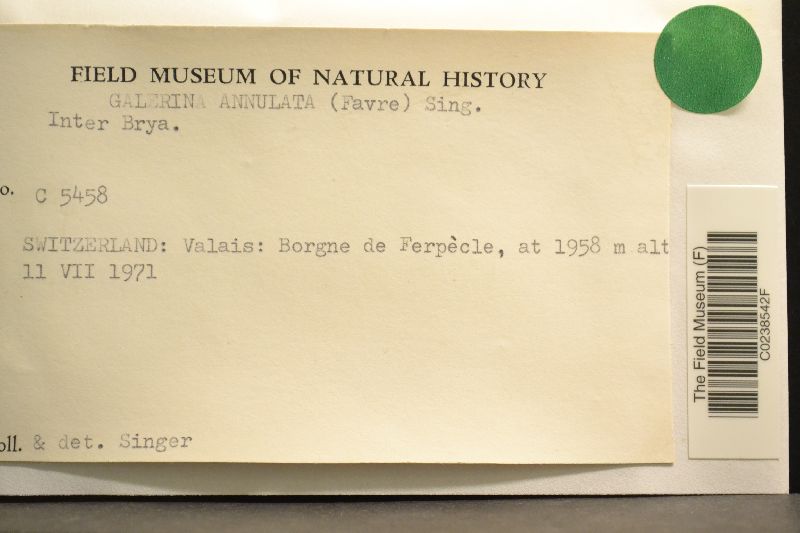 FIELD MUSEUM OF NATURAL HISTORY
GALERINA ANNULATA (Favre) Sing.
Inter Brya.
o. C 5458
SWITZERLAND: Valais: Borgne de Ferpècle, at 1958 m alt
11 VII 1971
oll. & det. Singer
The Field Museum (F)
C0238542F